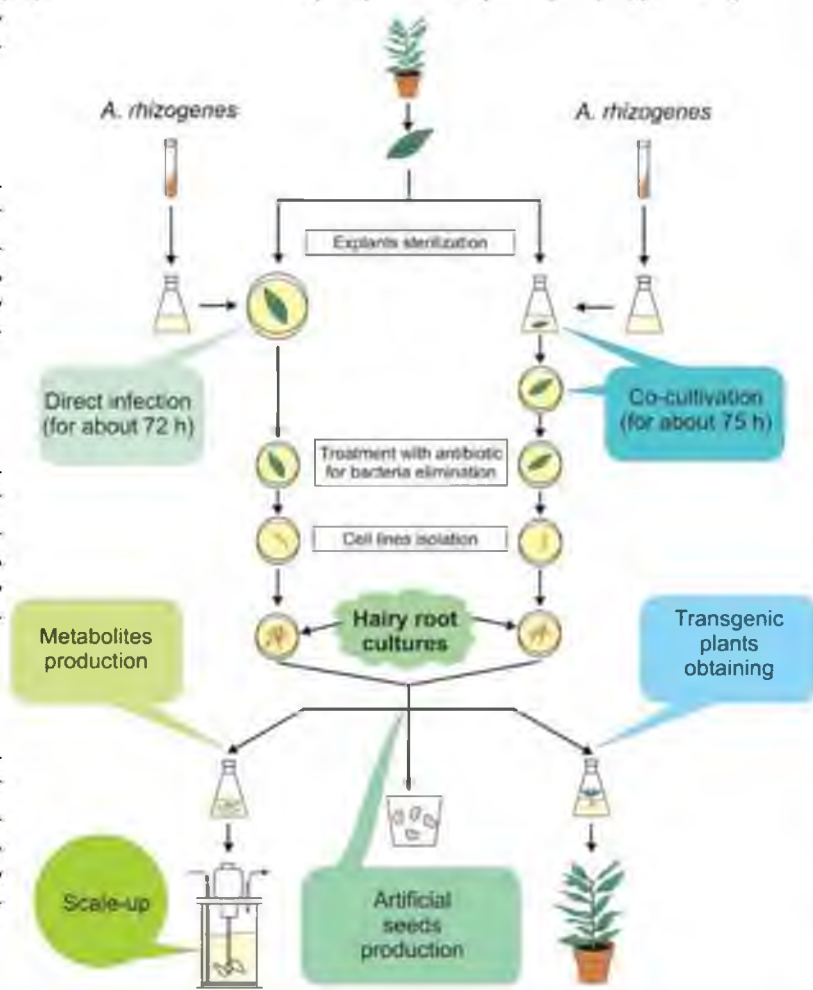 A. rhizogenes
A. rhizogenes
Explants sterilization
Direct infection
(for about 72 h)
Co-cultivation
(for about 75 h)
Treatment with antibiotic
for bacteria elimination
Cell lines isolation
Metabolites
production
Hairy root
cultures
Transgenic
plants
obtaining
Scale-up
Artificial
seeds
production